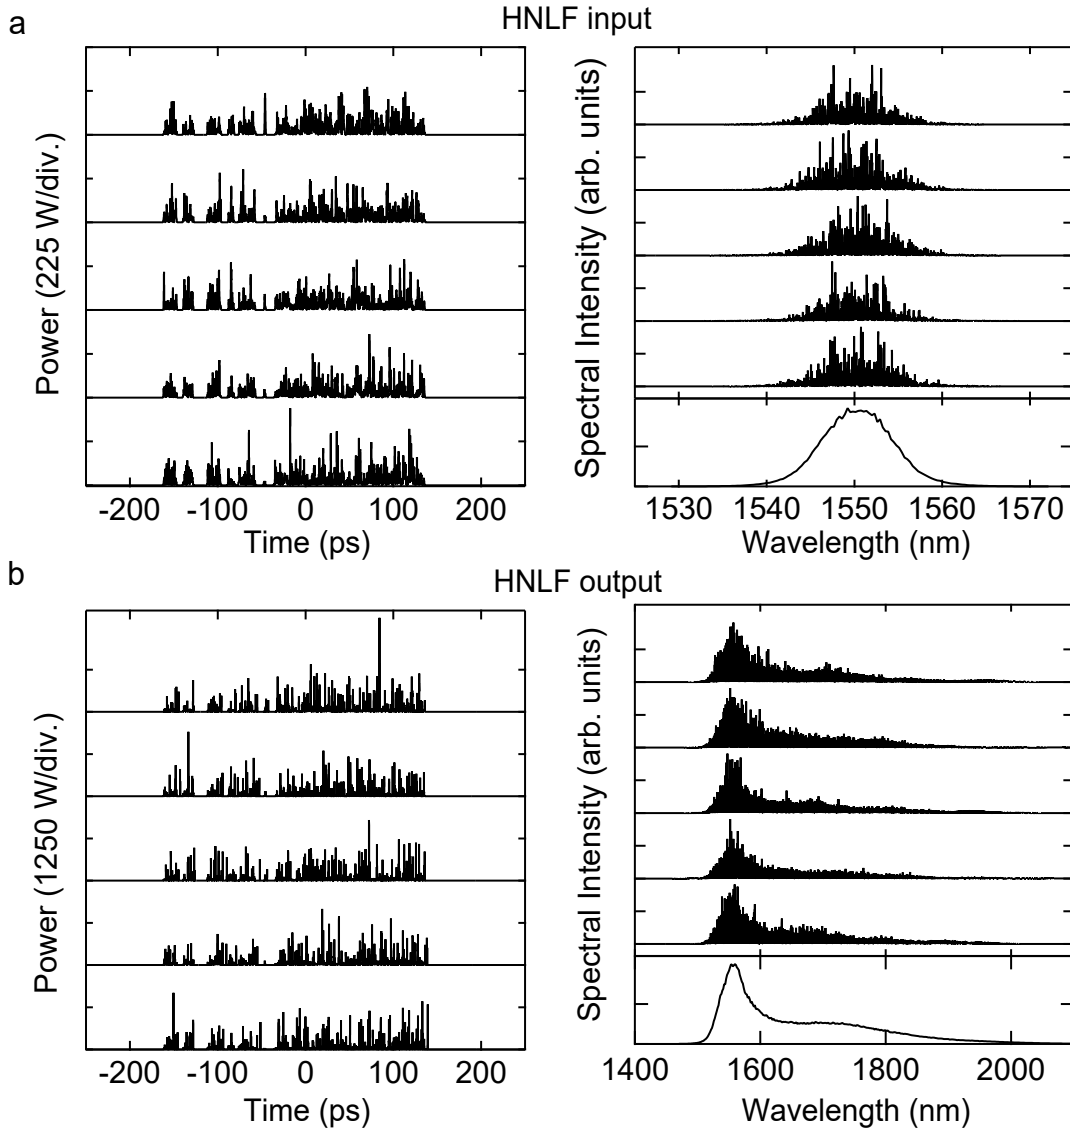 a
HNLF input
Power (225 W/div.)
-200 -100 0 100 200
Time (ps)
Spectral Intensity (arb. units)
1530 1540 1550 1560 1570
Wavelength (nm)
b
HNLF output
Power (1250 W/div.)
-200 -100 0 100 200
Time (ps)
Spectral Intensity (arb. units)
1400 1600 1800 2000
Wavelength (nm)